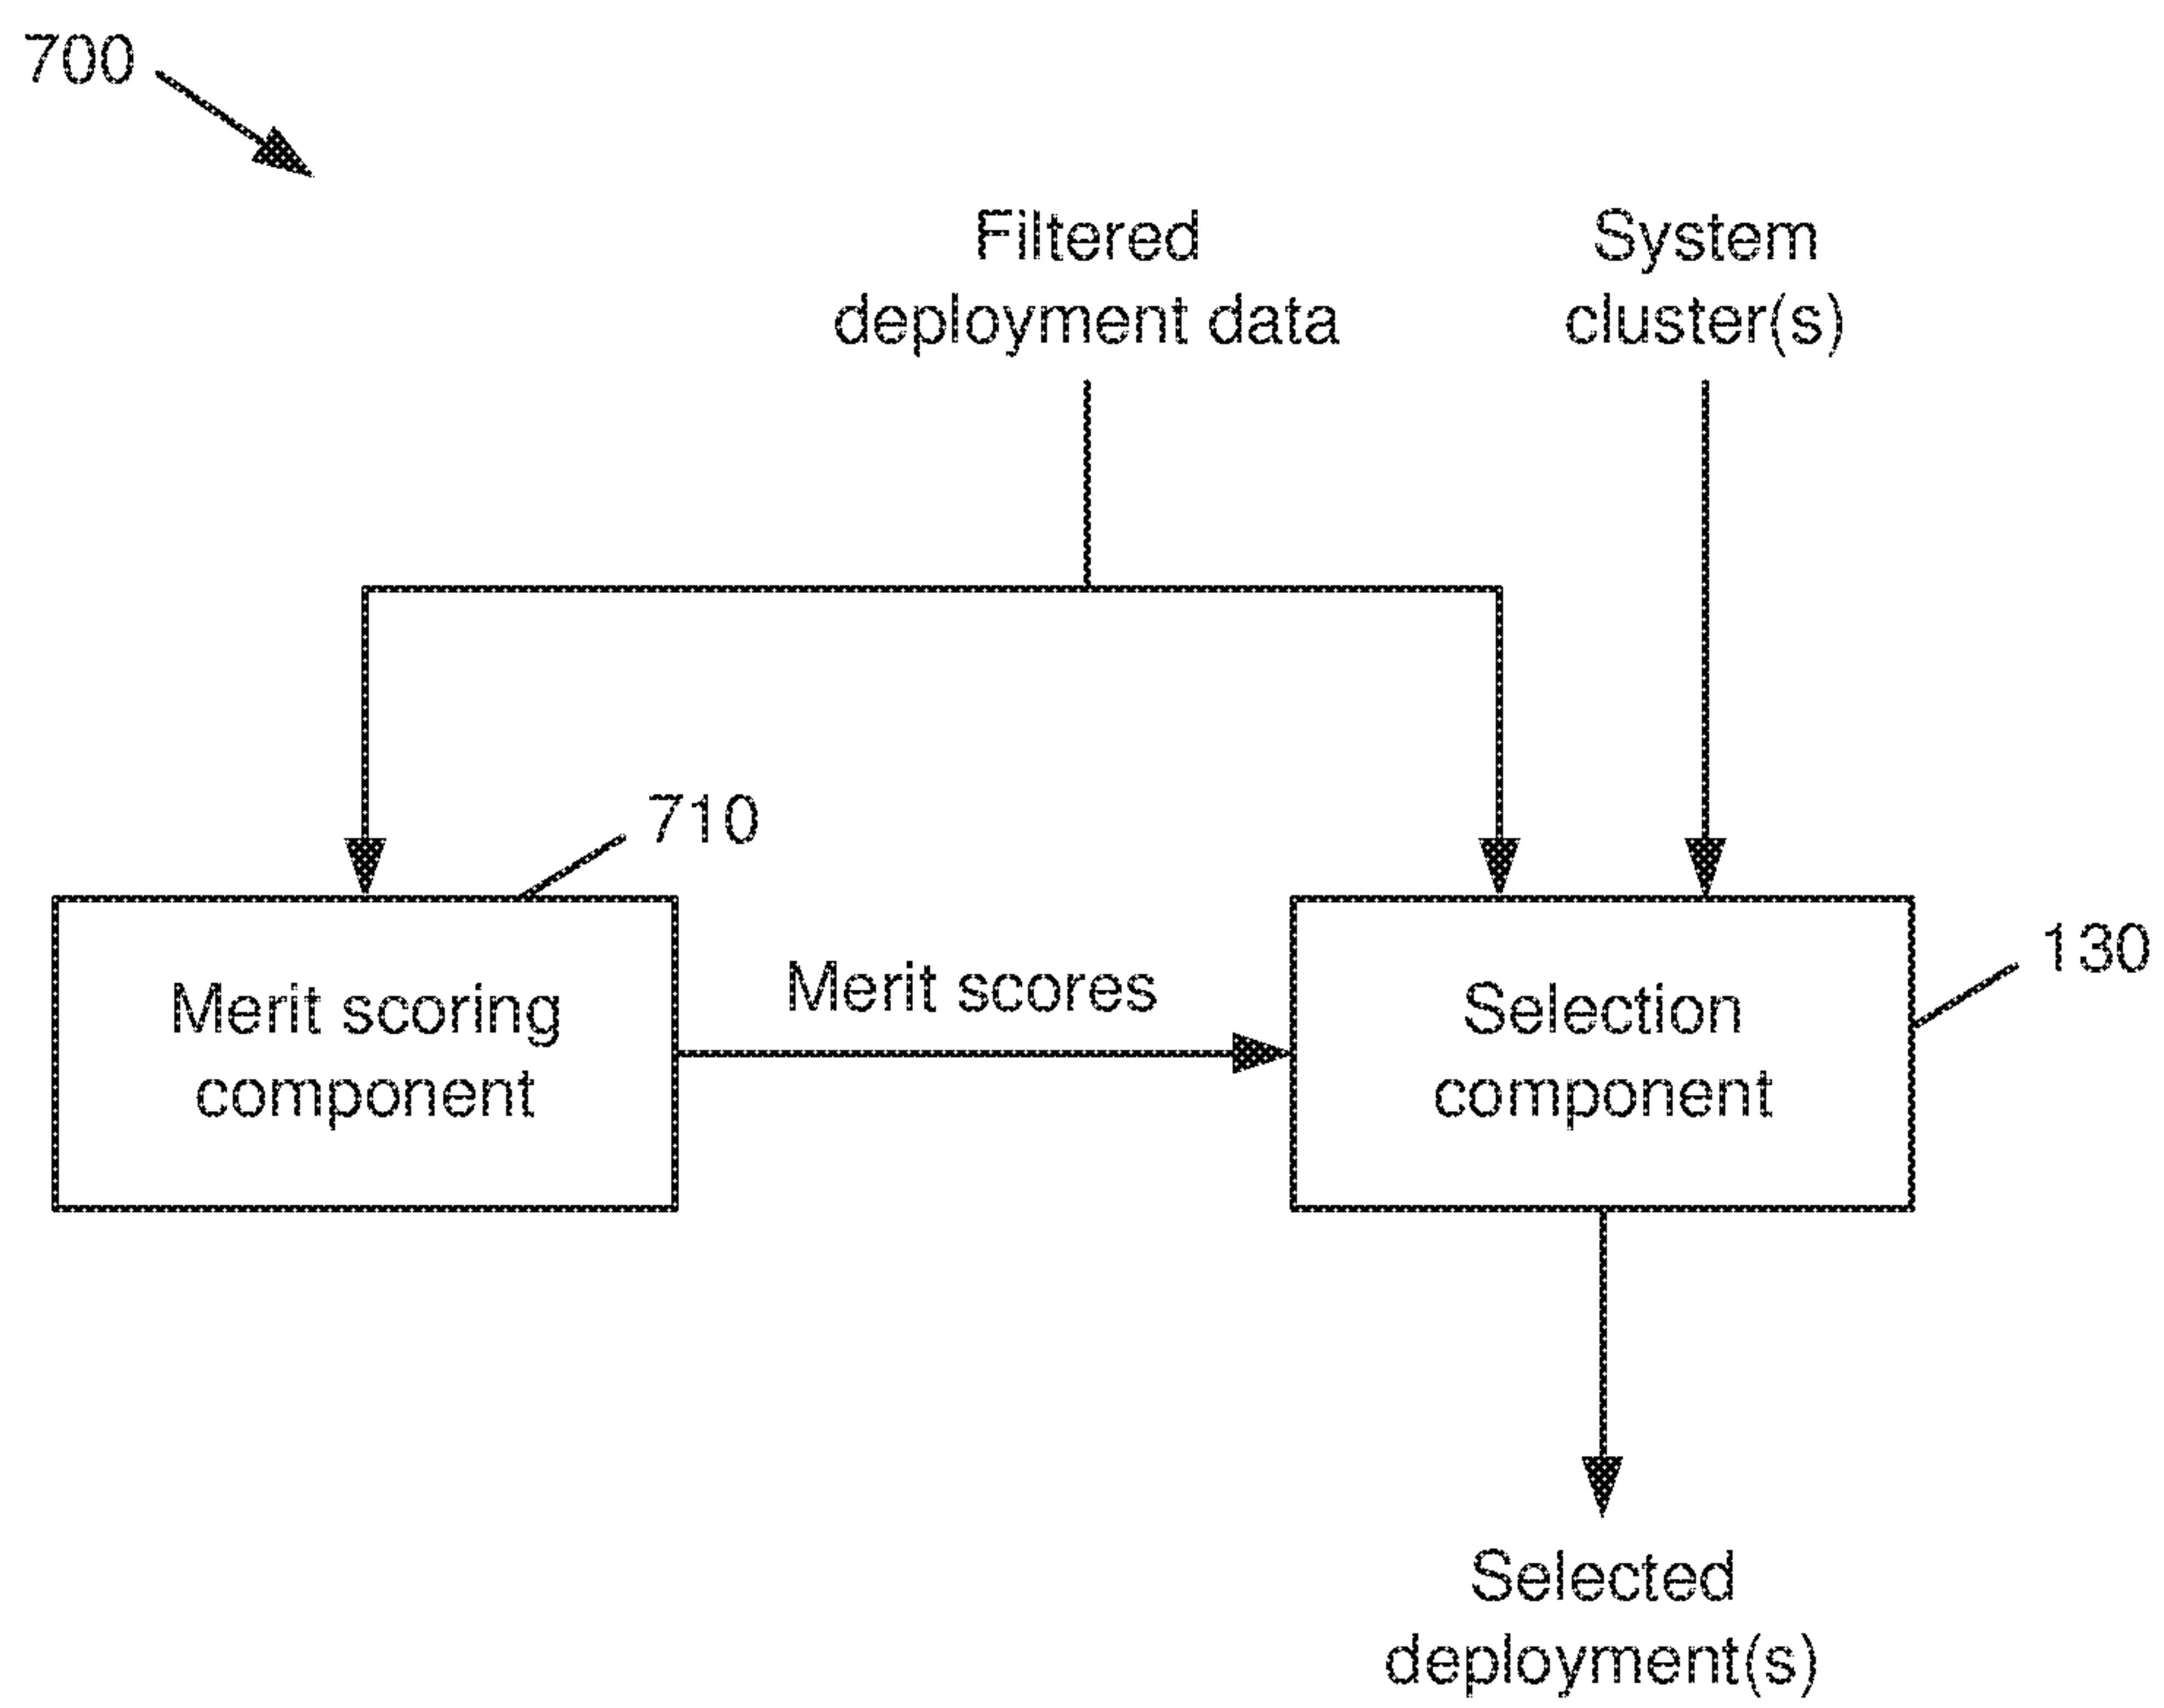 700
Filtered
deployment data
System
cluster(s)
710
130
Merit scoring
component
Merit scores
Selection
component
Selected
deployment(s)